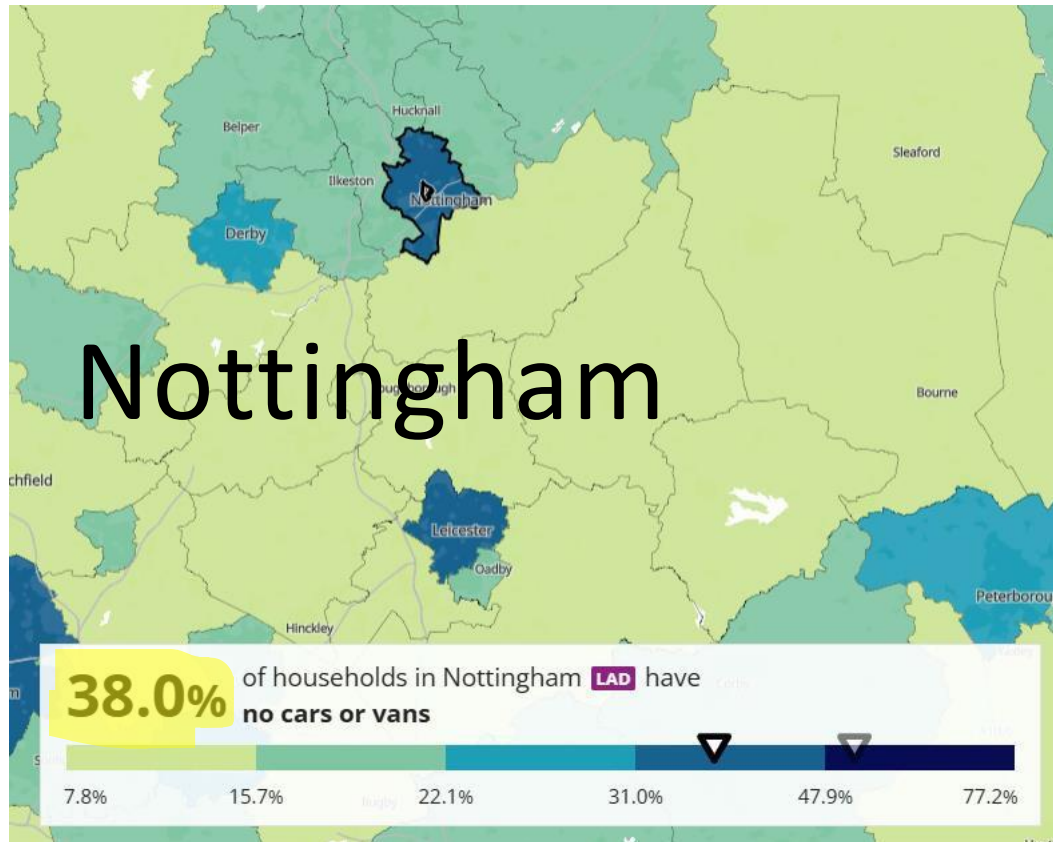 Hucknall
Belper
Sleaford
Ilkeston
Nottingham
Derby
Nottingham
Bourne
chfield
Leicester
Oadby
Peterborou
Hinckley
38.0% of households in Nottingham LAD have
no cars or vans
7.8% 15.7% 22.1% 31.0% 47.9% 77.2%